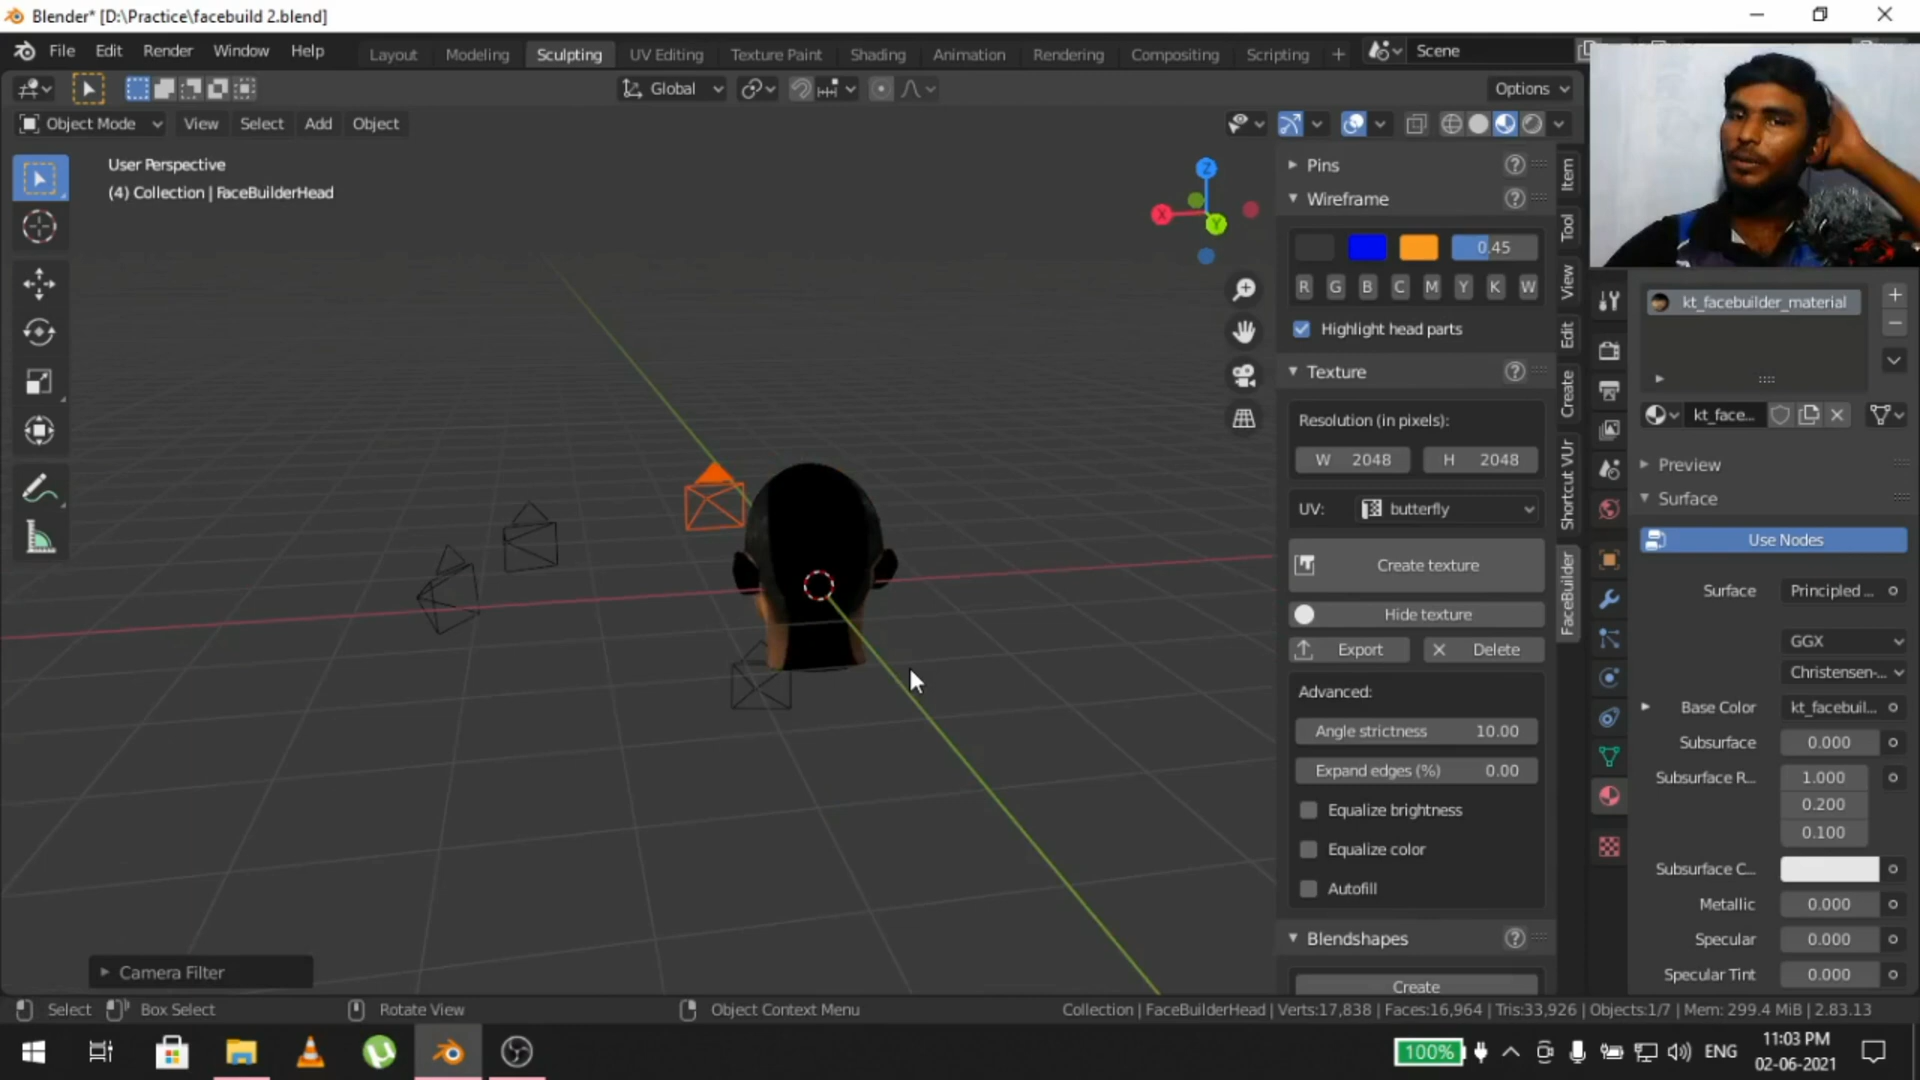 Blender* [D:\Practice\facebuild 2.blend]
File Edit Render Window Help
Layout Modeling Sculpting UV Editing Texture Paint Shading Animation Rendering Compositing Scripting + Scene
Global Options
Object Mode View Select Add Object
User Perspective
(4) Collection | FaceBuilderHead
Z
X
Y
Pins
Wireframe
0.45
R G B C M Y K W
Highlight head parts
Texture
Resolution (in pixels):
W 2048 H 2048
UV: butterfly
Create texture
Hide texture
Export Delete
Advanced:
Angle strictness 10.00
Expand edges (%) 0.00
Equalize brightness
Equalize color
Autofill
Blendshapes
Create
Item
Tool
View
Edit
Create
Shortcut VUr
FaceBuilder
kt_facebuilder_material
kt_face...
Preview
Surface
Use Nodes
Surface Principled ...
GGX
Christensen-...
Base Color kt_facebuil...
Subsurface 0.000
Subsurface R... 1.000
0.200
0.100
Subsurface C...
Metallic 0.000
Specular 0.000
Specular Tint 0.000
Camera Filter
Select Box Select Rotate View Object Context Menu Collection | FaceBuilderHead | Verts:17,838 | Faces:16,964 | Tris:33,926 | Objects:1/7 | Mem: 299.4 MiB | 2.83.13
100% ENG 11:03 PM
02-06-2021